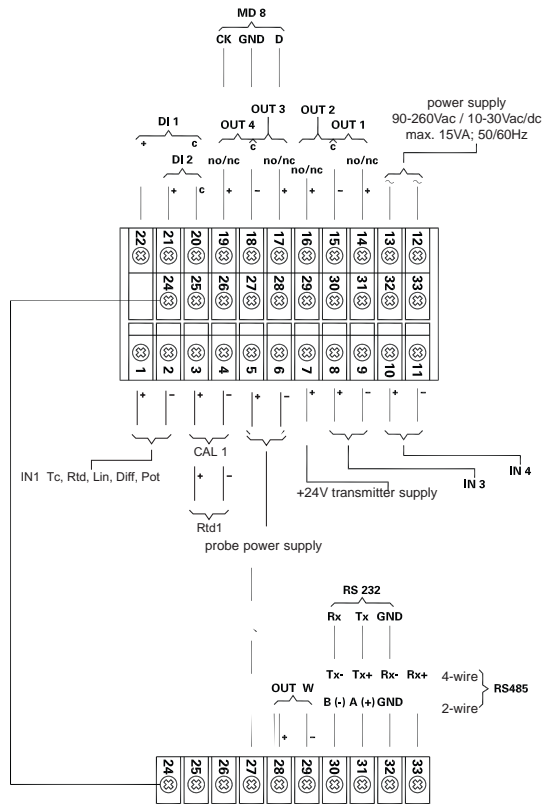 MD 8
CK GND D
OUT 3 OUT 2
DI 1 OUT 4 OUT 1
power supply
90-260Vac / 10-30Vac/dc
max. 15VA; 50/60Hz
+ c c c
DI 2 no/nc no/nc no/nc no/nc
+ c + – + + – + ~ ~
22 21 20 19 18 17 16 15 14 13 12
24 25 26 27 28 29 30 31 32 33
1 2 3 4 5 6 7 8 9 10 11
+ – + – + – + + – + –
CAL 1
IN1 Tc, Rtd, Lin, Diff, Pot
+ –
IN 3
IN 4
+24V transmitter supply
Rtd1
probe power supply
RS 232
Rx Tx GND
Tx- Tx+ Rx- Rx+ 4-wire
OUT W
RS485
B (-) A (+) GND 2-wire
+ –
24 25 26 27 28 29 30 31 32 33